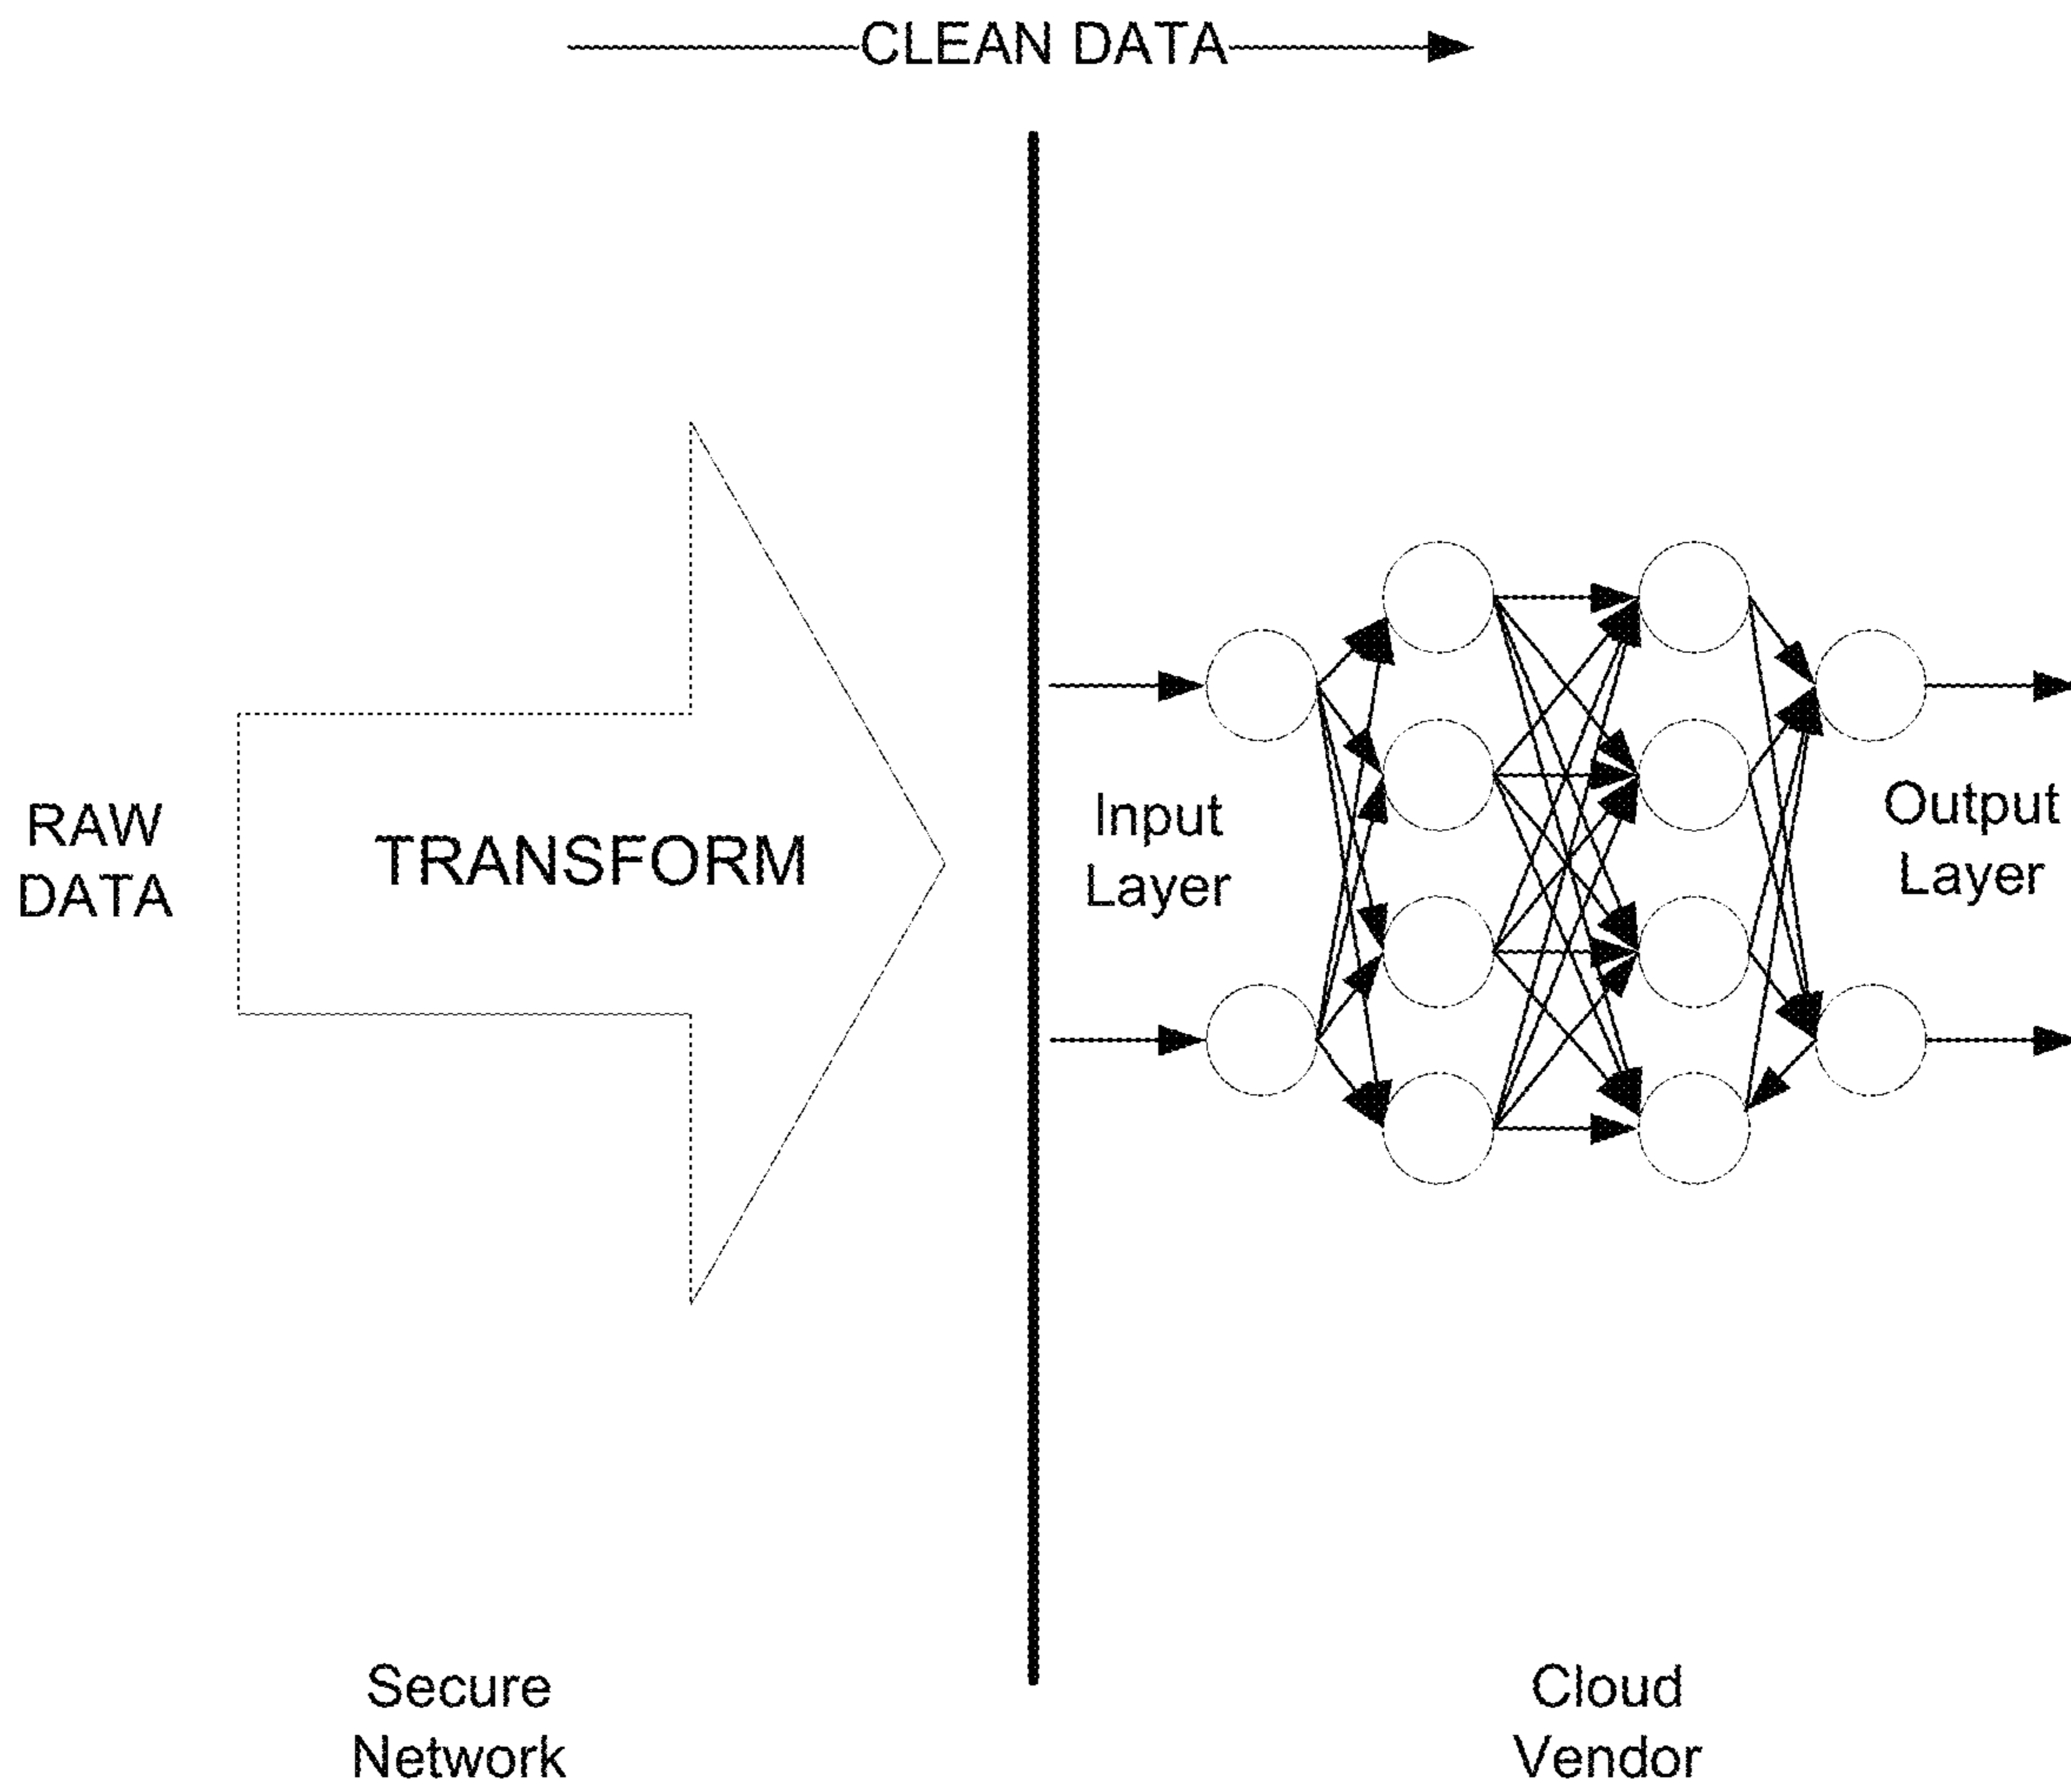 CLEAN DATA
RAW
DATA
TRANSFORM
Input
Layer
Output
Layer
Secure
Network
Cloud
Vendor